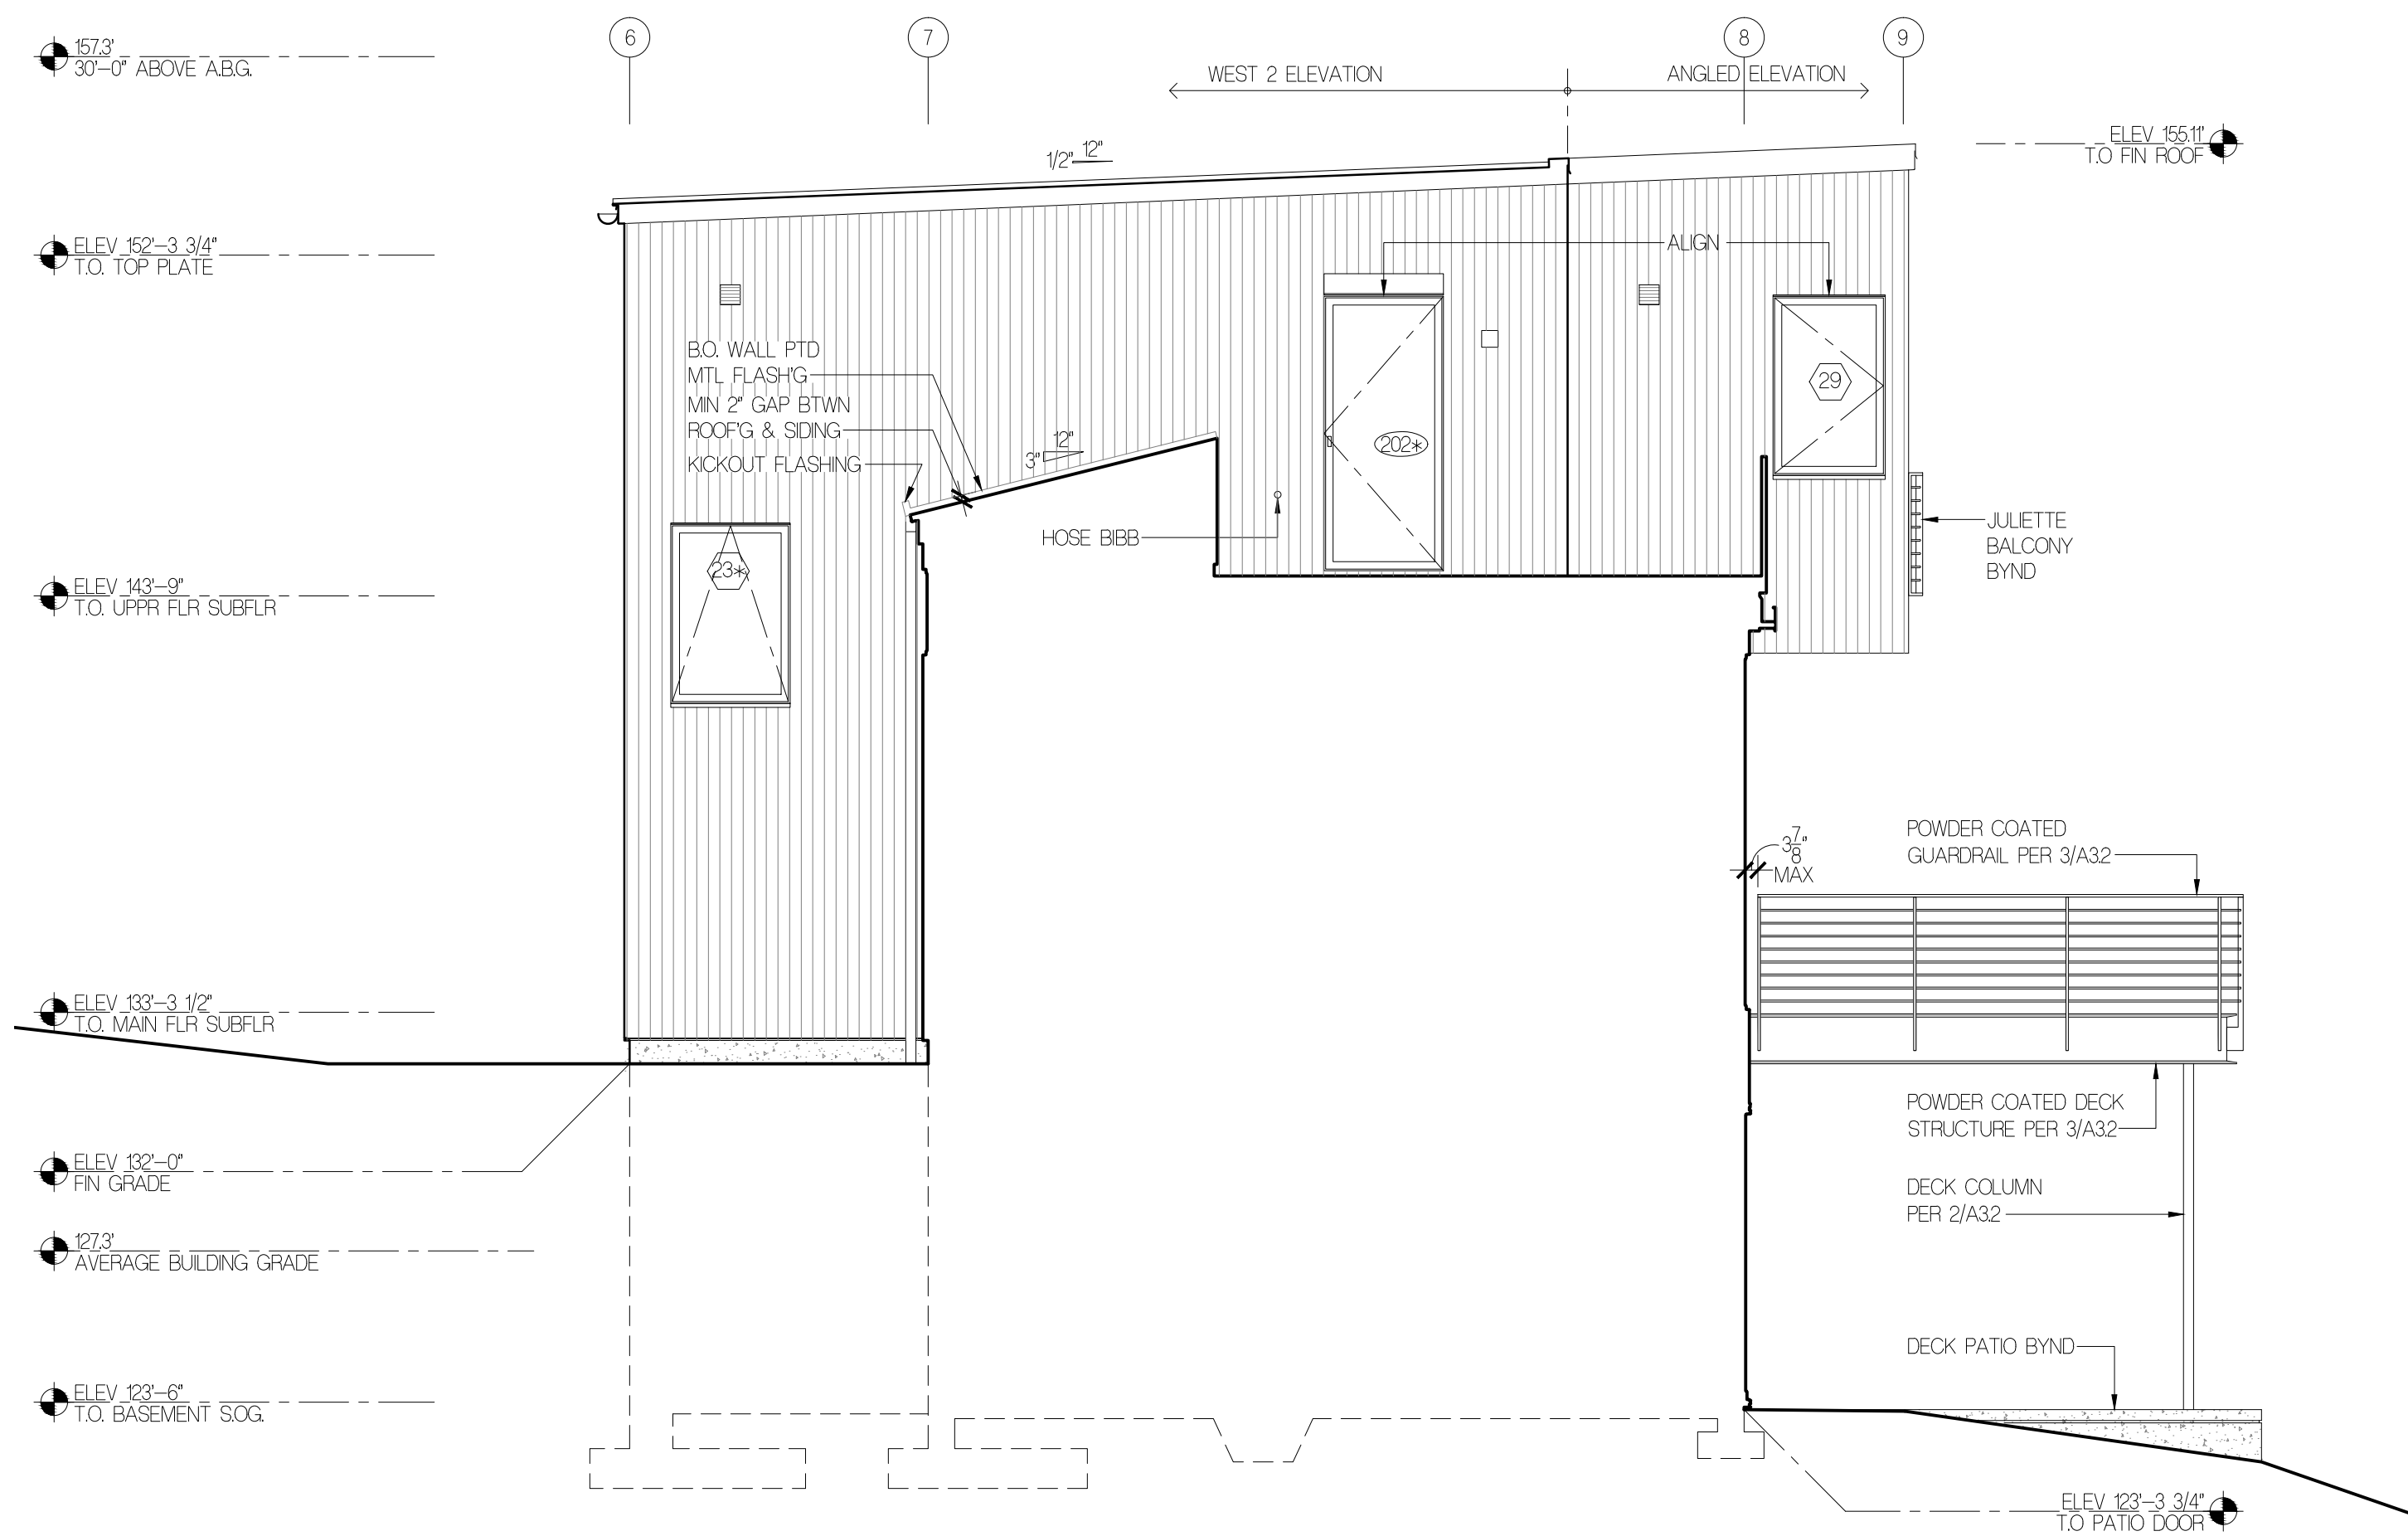 6
7
8
9
157.3'
30'-0" ABOVE A.B.G.
WEST 2 ELEVATION
ANGLED ELEVATION
ELEV 155.11'
T.O FIN ROOF
1/2"
12"
ELEV 152'-3 3/4"
T.O. TOP PLATE
ALIGN
B.O. WALL PTD
MTL FLASH'G
MIN 2" GAP BTWN
ROOF'G & SIDING
KICKOUT FLASHING
12"
3"
202*
29
HOSE BIBB
JULIETTE
BALCONY
BYND
23*
ELEV 143'-9"
T.O. UPPR FLR SUBFLR
3 7/8"
MAX
POWDER COATED
GUARDRAIL PER 3/A3.2
ELEV 133'-3 1/2"
T.O. MAIN FLR SUBFLR
POWDER COATED DECK
STRUCTURE PER 3/A3.2
ELEV 132'-0"
FIN GRADE
DECK COLUMN
PER 2/A3.2
127.3'
AVERAGE BUILDING GRADE
DECK PATIO BYND
ELEV 123'-6"
T.O. BASEMENT S.O.G.
ELEV 123'-3 3/4"
T.O PATIO DOOR